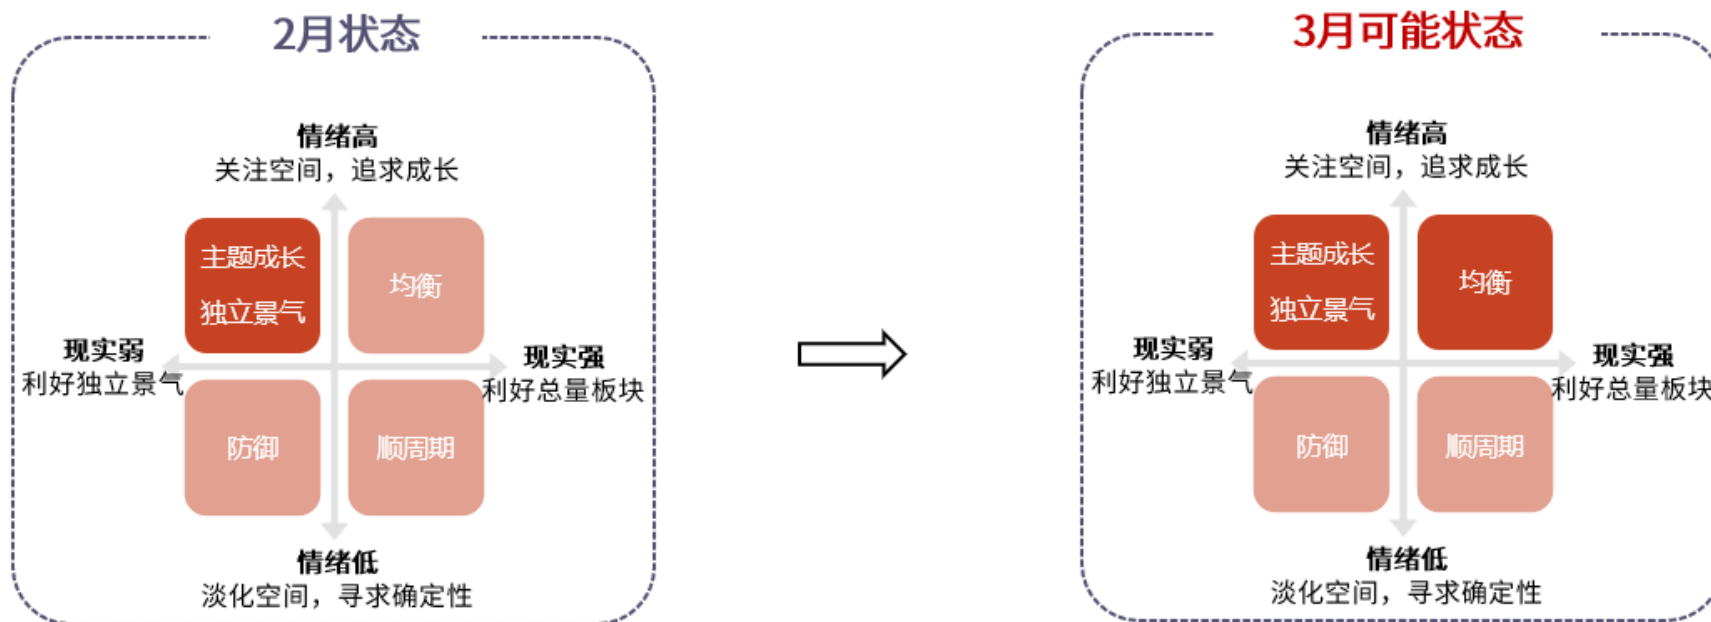 2月状态
情绪高
关注空间，追求成长
主题成长
独立景气
均衡
现实弱
利好独立景气
现实强
利好总量板块
防御
顺周期
情绪低
淡化空间，寻求确定性
3月可能状态
情绪高
关注空间，追求成长
主题成长
独立景气
均衡
现实弱
利好独立景气
现实强
利好总量板块
防御
顺周期
情绪低
淡化空间，寻求确定性